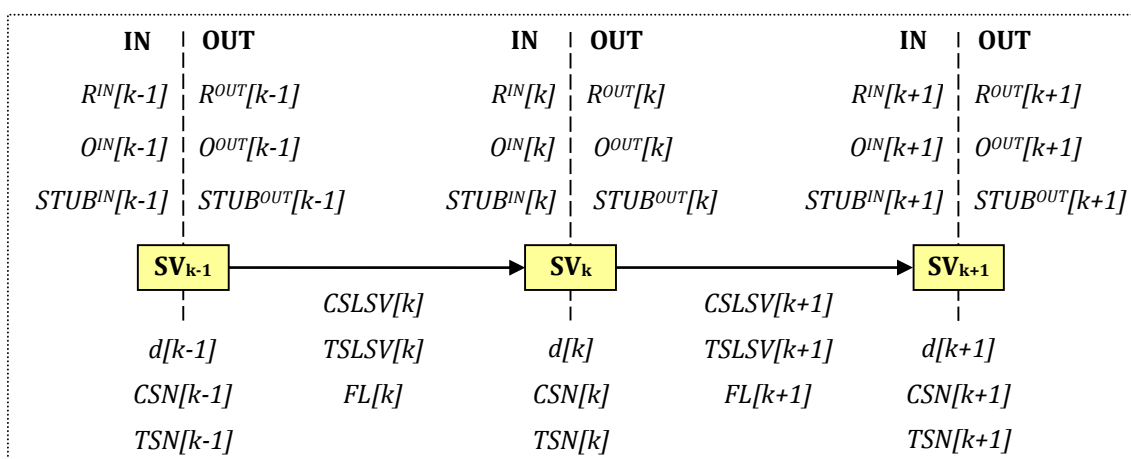 IN OUT IN OUT IN OUT
R^IN[k-1] R^OUT[k-1] R^IN[k] R^OUT[k] R^IN[k+1] R^OUT[k+1]
O^IN[k-1] O^OUT[k-1] O^IN[k] O^OUT[k] O^IN[k+1] O^OUT[k+1]
STUB^IN[k-1] STUB^OUT[k-1] STUB^IN[k] STUB^OUT[k] STUB^IN[k+1] STUB^OUT[k+1]
SV_k-1 SV_k SV_k+1
CSLSV[k] CSLSV[k+1]
d[k-1] TSLSV[k] d[k] TSLSV[k+1] d[k+1]
CSN[k-1] FL[k] CSN[k] FL[k+1] CSN[k+1]
TSN[k-1] TSN[k] TSN[k+1]